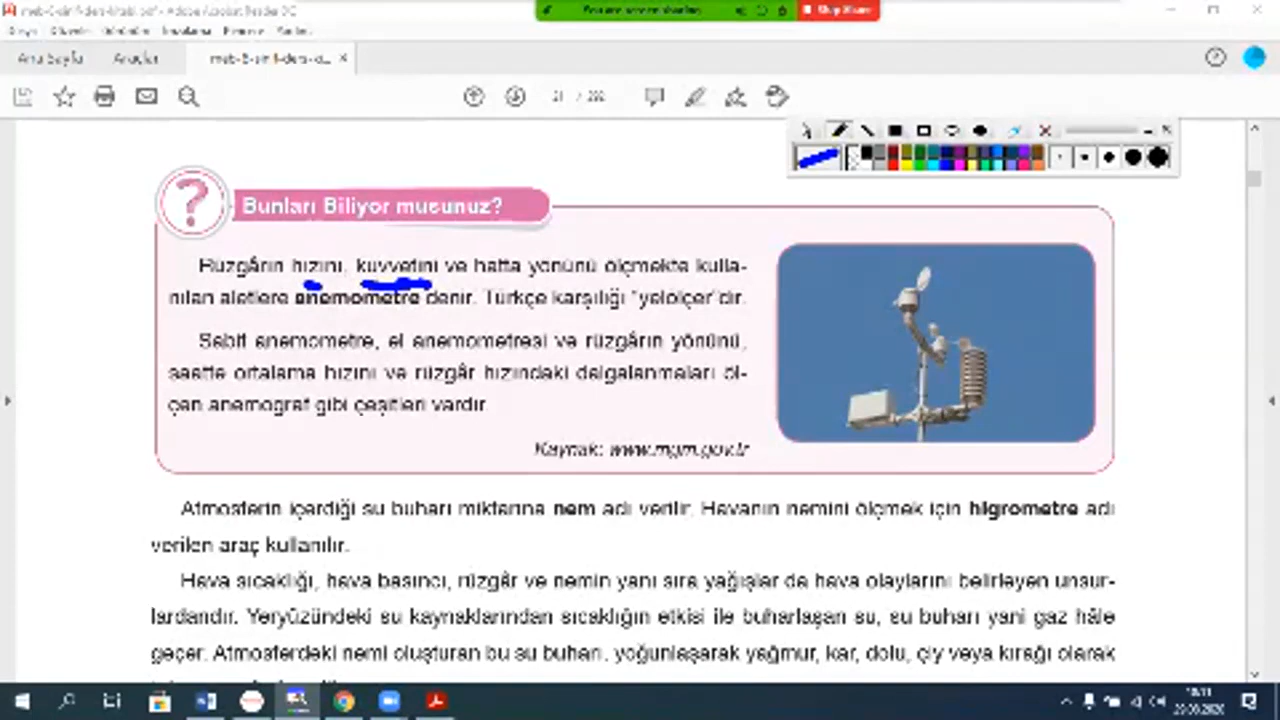 Ana Sayfa Araçlar
Bunları Biliyor musunuz?
Rüzgârın hızını, kuvvetini ve hatta yönünü ölçmekte kulla-
nılan aletlere anemometre denir. Türkçe karşılığı "yelölçer"dir.
Sabit anemometre, el anemometresi ve rüzgârın yönünü,
saatte ortalama hızını ve rüzgâr hızındaki dalgalanmaları öl-
çen anemograf gibi çeşitleri vardır.
Kaynak: www.mgm.gov.tr
Atmosferin içerdiği su buharı miktarına nem adı verilir. Havanın nemini ölçmek için higrometre adı
verilen araç kullanılır.
Hava sıcaklığı, hava basıncı, rüzgâr ve nemin yanı sıra yağışlar da hava olaylarını belirleyen unsur-
lardandır. Yeryüzündeki su kaynaklarından sıcaklığın etkisi ile buharlaşan su, su buharı yani gaz hâle
geçer. Atmosferdeki nemi oluşturan bu su buharı, yoğunlaşarak yağmur, kar, dolu, çiy veya kırağı olarak